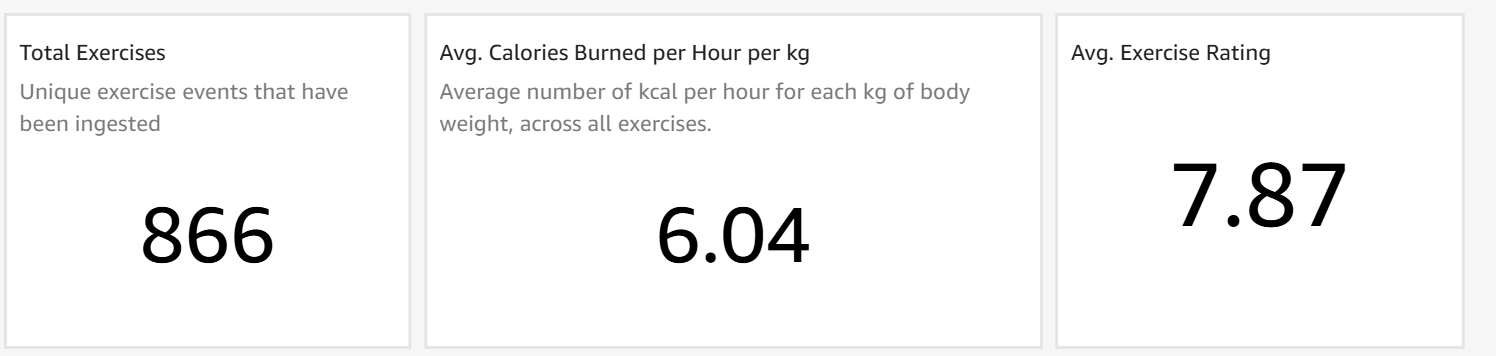 Total Exercises
Unique exercise events that have
been ingested
866
Avg. Calories Burned per Hour per kg
Average number of kcal per hour for each kg of body
weight, across all exercises.
6.04
Avg. Exercise Rating
7.87